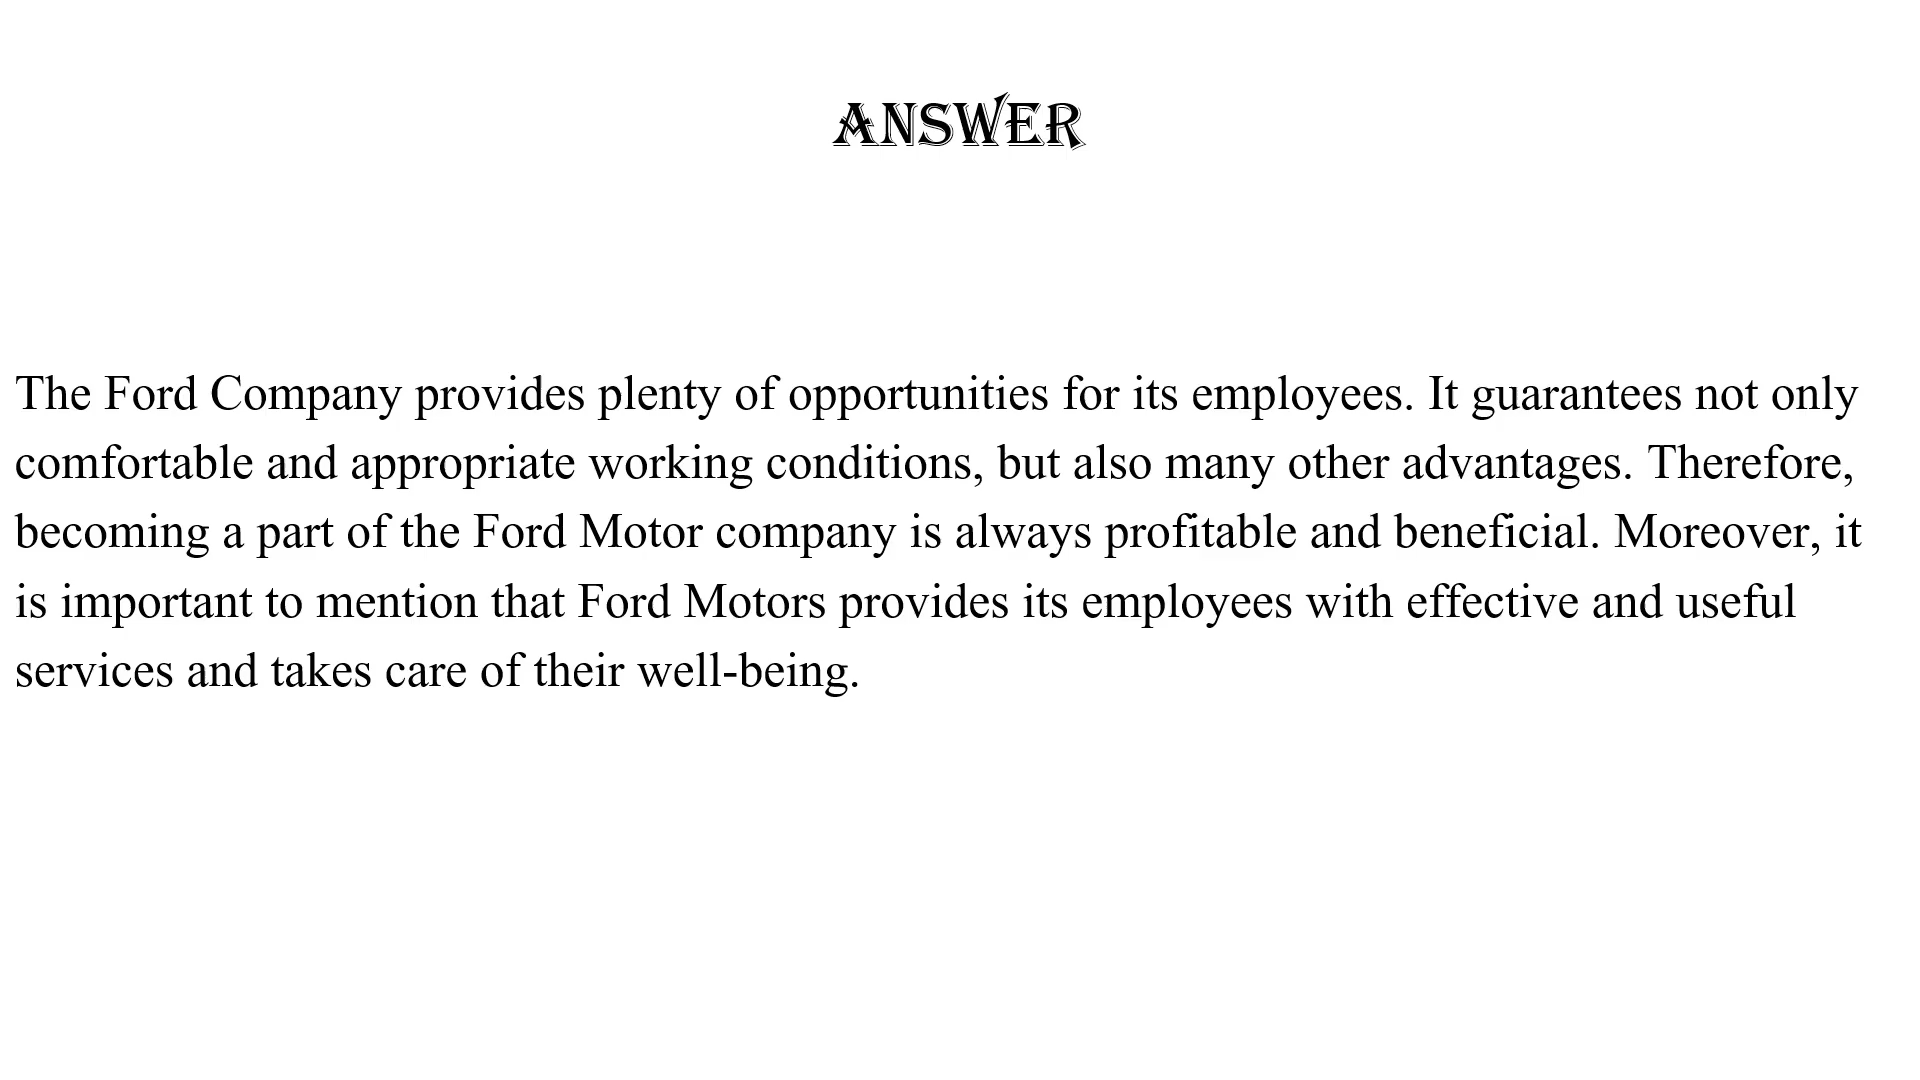 ANSWER
The Ford Company provides plenty of opportunities for its employees. It guarantees not only
comfortable and appropriate working conditions, but also many other advantages. Therefore,
becoming a part of the Ford Motor company is always profitable and beneficial. Moreover, it
is important to mention that Ford Motors provides its employees with effective and useful
services and takes care of their well-being.